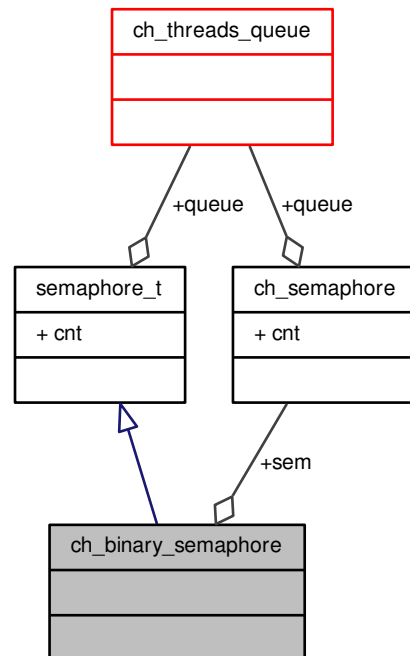 ch_threads_queue
+queue
+queue
semaphore_t
+ cnt
ch_semaphore
+ cnt
+sem
ch_binary_semaphore